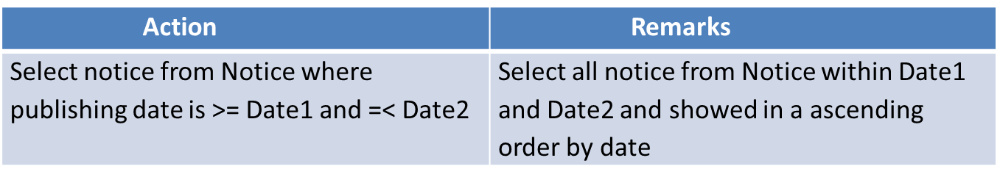 Action
Remarks
Select notice from Notice where
publishing date is >= Date1 and =< Date2
Select all notice from Notice within Date1
and Date2 and showed in a ascending
order by date